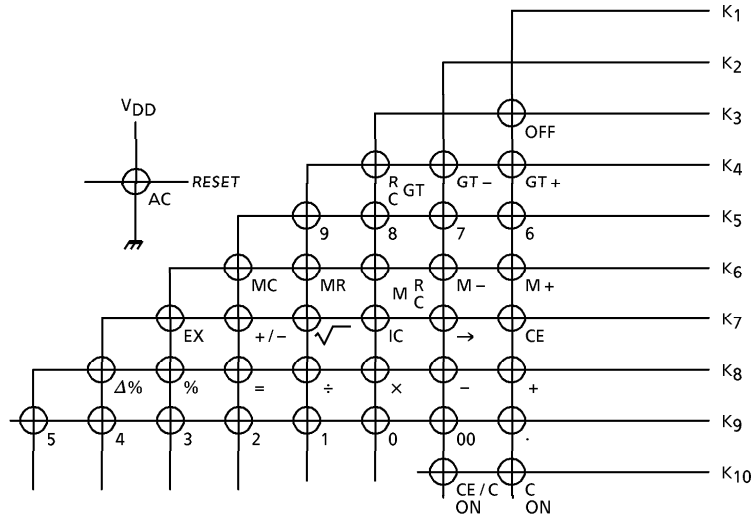 K1
K2
VDD
K3
OFF
RESET
AC
R
C GT
GT –
GT +
K4
9
8
7
6
K5
MC
MR
M R
C
M –
M +
K6
EX
+ / –
√
IC
→
CE
K7
Δ%
%
=
÷
×
–
+
K8
5
4
3
2
1
0
00
.
K9
CE / C
ON
C
ON
K10